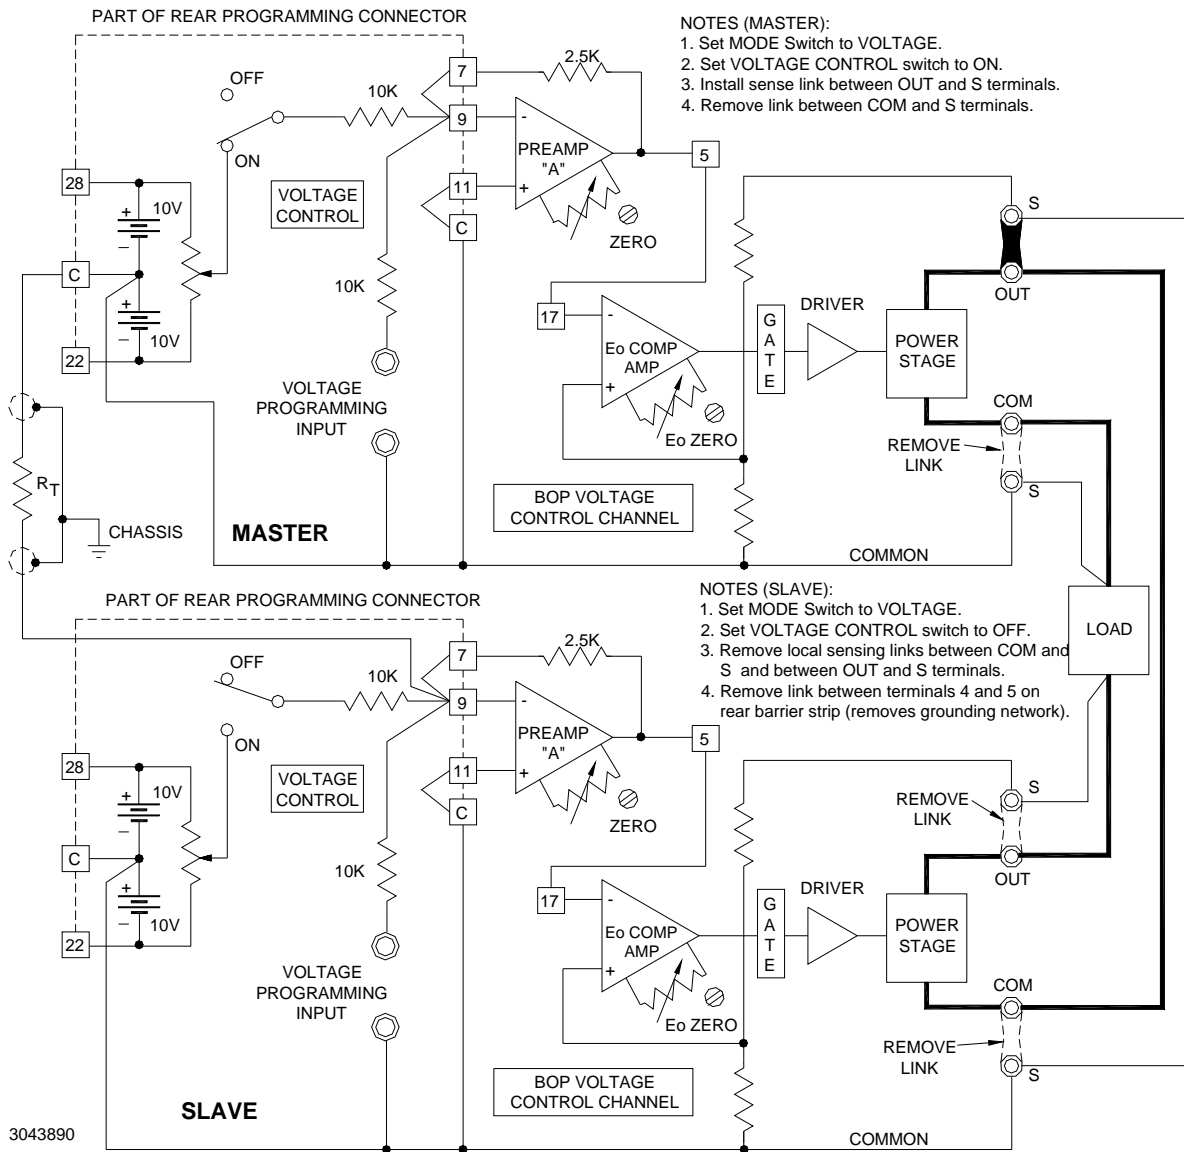 PART OF REAR PROGRAMMING CONNECTOR
NOTES (MASTER):
1. Set MODE Switch to VOLTAGE.
2. Set VOLTAGE CONTROL switch to ON.
3. Install sense link between OUT and S terminals.
4. Remove link between COM and S terminals.
7
2.5K
OFF
10K
9
-
ON
PREAMP
"A"
5
28
VOLTAGE
CONTROL
11
+
S
+
10V
–
C
ZERO
C
10K
OUT
+
10V
–
DRIVER
17
-
GATE
POWER
STAGE
22
Eo COMP
AMP
VOLTAGE
PROGRAMMING
INPUT
+
COM
Eo ZERO
REMOVE
LINK
RT
S
BOP VOLTAGE
CONTROL CHANNEL
CHASSIS
MASTER
COMMON
PART OF REAR PROGRAMMING CONNECTOR
NOTES (SLAVE):
1. Set MODE Switch to VOLTAGE.
2. Set VOLTAGE CONTROL switch to OFF.
3. Remove local sensing links between COM and
S and between OUT and S terminals.
4. Remove link between terminals 4 and 5 on
rear barrier strip (removes grounding network).
LOAD
7
2.5K
OFF
10K
9
-
ON
PREAMP
"A"
5
28
VOLTAGE
CONTROL
11
+
REMOVE
LINK
S
+
10V
–
C
ZERO
C
10K
OUT
+
10V
–
DRIVER
17
-
GATE
POWER
STAGE
22
Eo COMP
AMP
VOLTAGE
PROGRAMMING
INPUT
+
COM
Eo ZERO
REMOVE
LINK
S
BOP VOLTAGE
CONTROL CHANNEL
SLAVE
3043890
COMMON